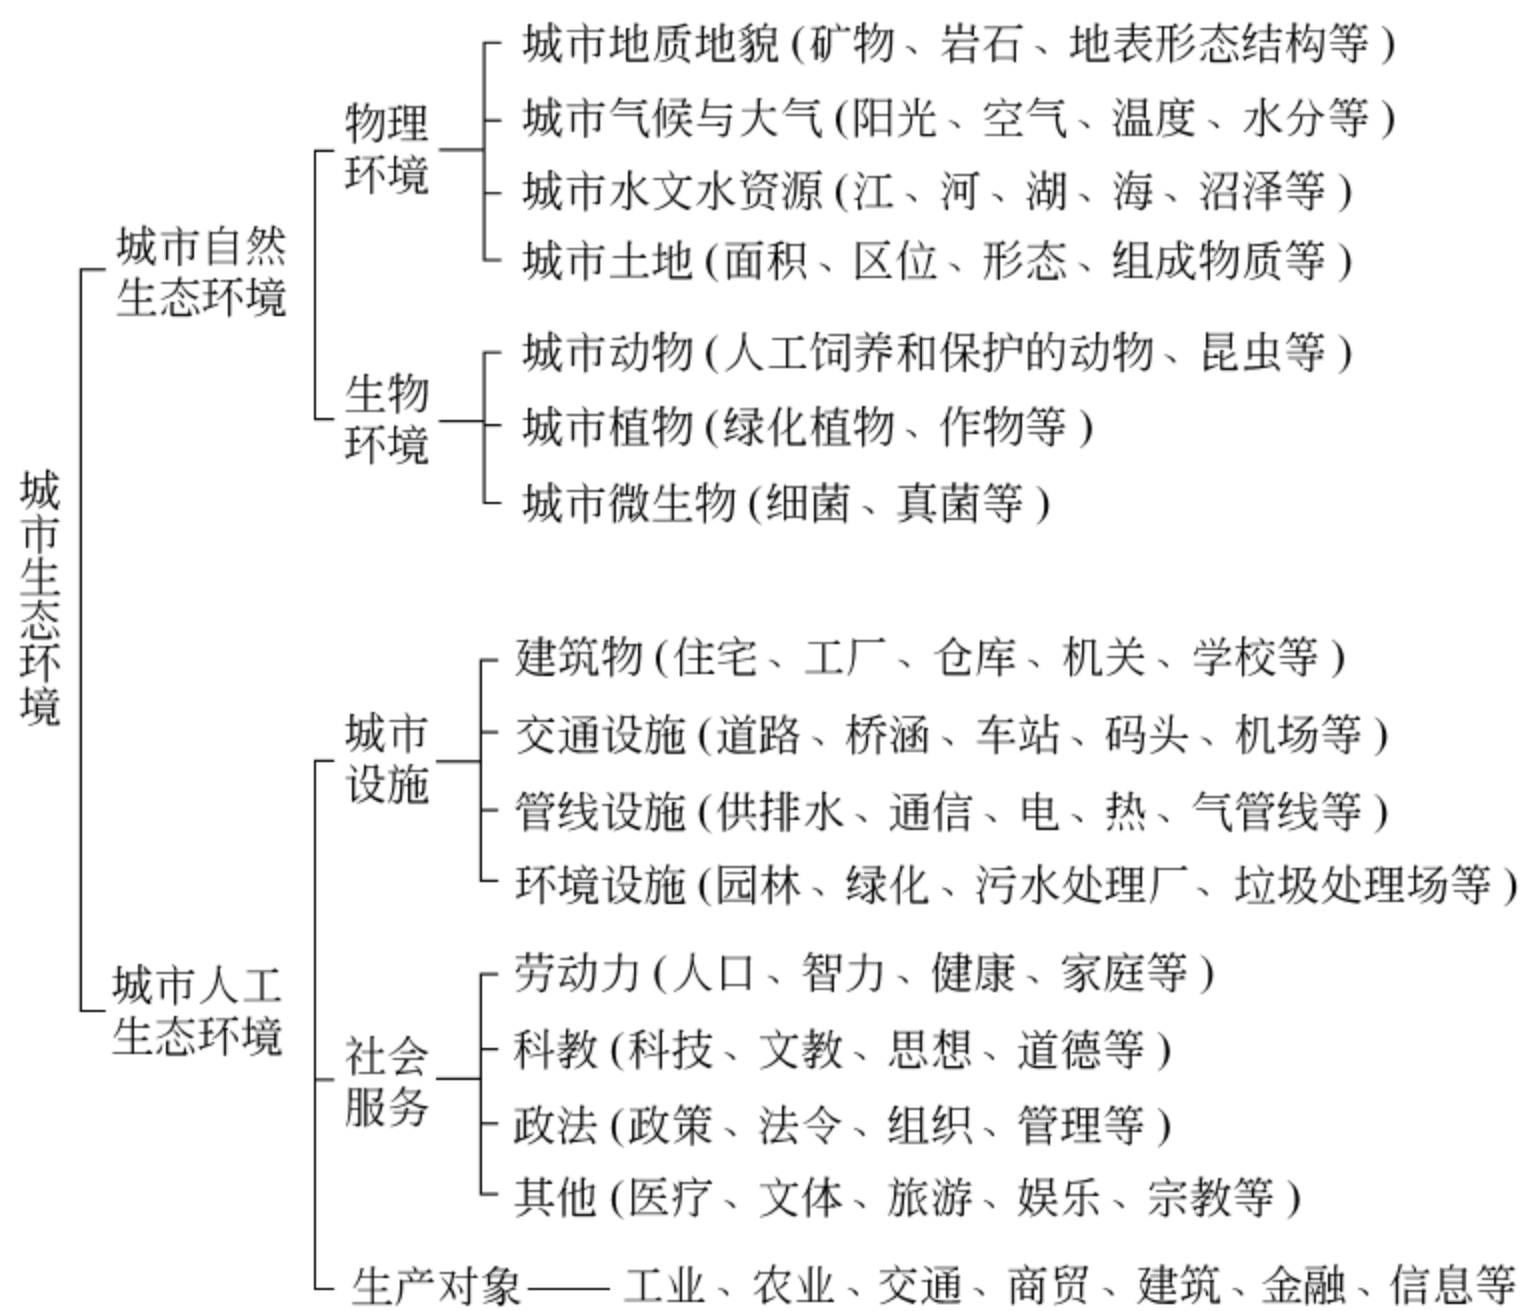 城市生态环境
城市自然
生态环境
物理
环境
城市地质地貌(矿物、岩石、地表形态结构等)
城市气候与大气(阳光、空气、温度、水分等)
城市水文水资源(江、河、湖、海、沼泽等)
城市土地(面积、区位、形态、组成物质等)
生物
环境
城市动物(人工饲养和保护的动物、昆虫等)
城市植物(绿化植物、作物等)
城市微生物(细菌、真菌等)
城市人工
生态环境
城市
设施
建筑物(住宅、工厂、仓库、机关、学校等)
交通设施(道路、桥涵、车站、码头、机场等)
管线设施(供排水、通信、电、热、气管线等)
环境设施(园林、绿化、污水处理厂、垃圾处理场等)
社会
服务
劳动力(人口、智力、健康、家庭等)
科教(科技、文教、思想、道德等)
政法(政策、法令、组织、管理等)
其他(医疗、文体、旅游、娱乐、宗教等)
生产对象——工业、农业、交通、商贸、建筑、金融、信息等